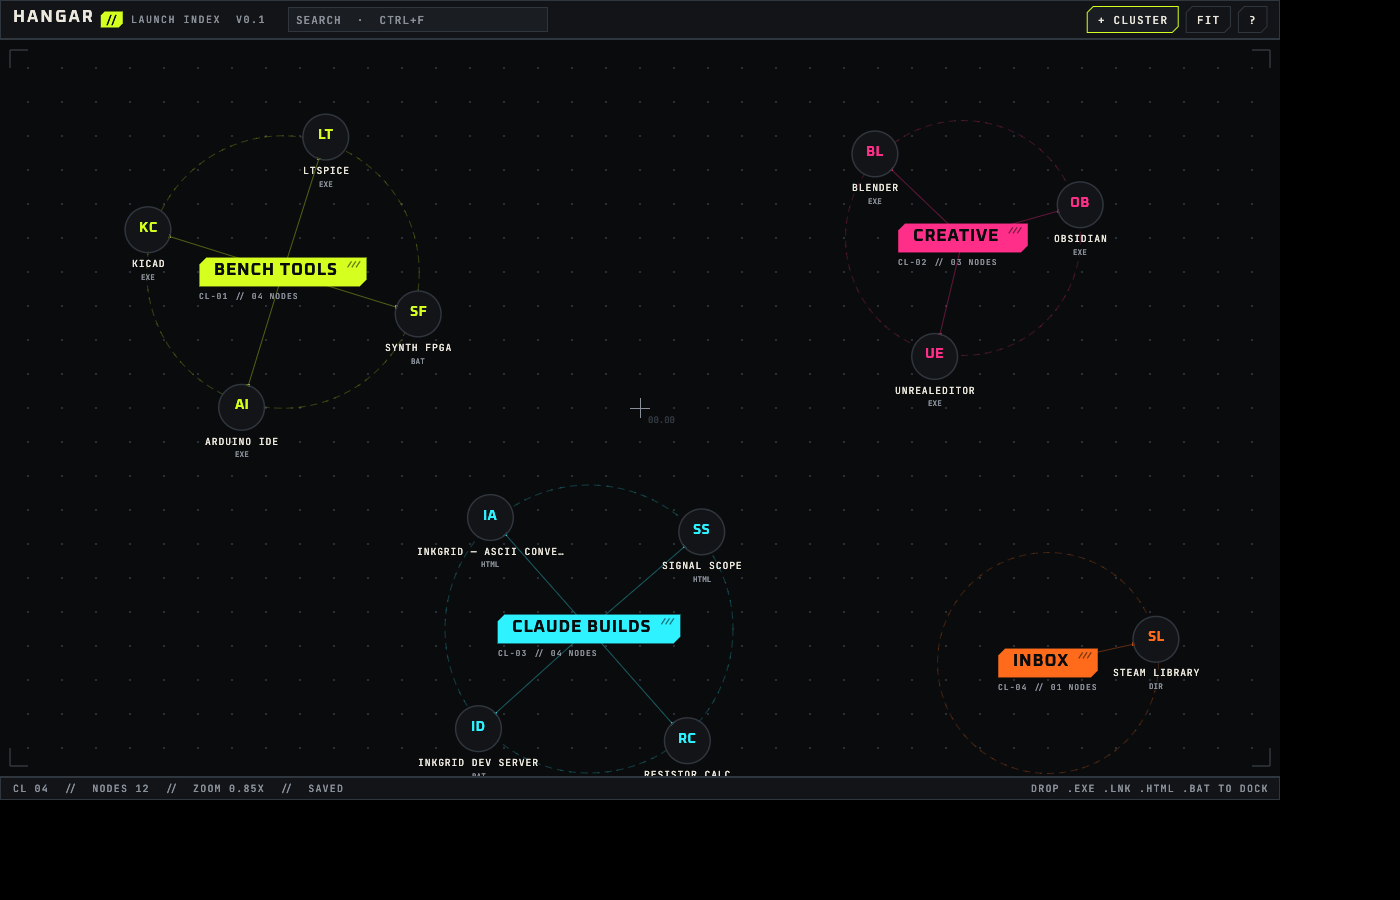 HANGAR // LAUNCH INDEX V0.1
SEARCH · CTRL+F
+ CLUSTER
FIT
?
LT
LTSPICE
EXE
KC
KICAD
EXE
BENCH TOOLS ///
CL-01 // 04 NODES
SF
SYNTH FPGA
BAT
AI
ARDUINO IDE
EXE
BL
BLENDER
EXE
OB
OBSIDIAN
EXE
CREATIVE ///
CL-02 // 03 NODES
UE
UNREALEDITOR
EXE
00.00
IA
INKGRID — ASCII CONVE…
HTML
SS
SIGNAL SCOPE
HTML
CLAUDE BUILDS ///
CL-03 // 04 NODES
ID
INKGRID DEV SERVER
BAT
RC
RESISTOR CALC
SL
STEAM LIBRARY
DIR
INBOX ///
CL-04 // 01 NODES
CL 04 // NODES 12 // ZOOM 0.85X // SAVED
DROP .EXE .LNK .HTML .BAT TO DOCK